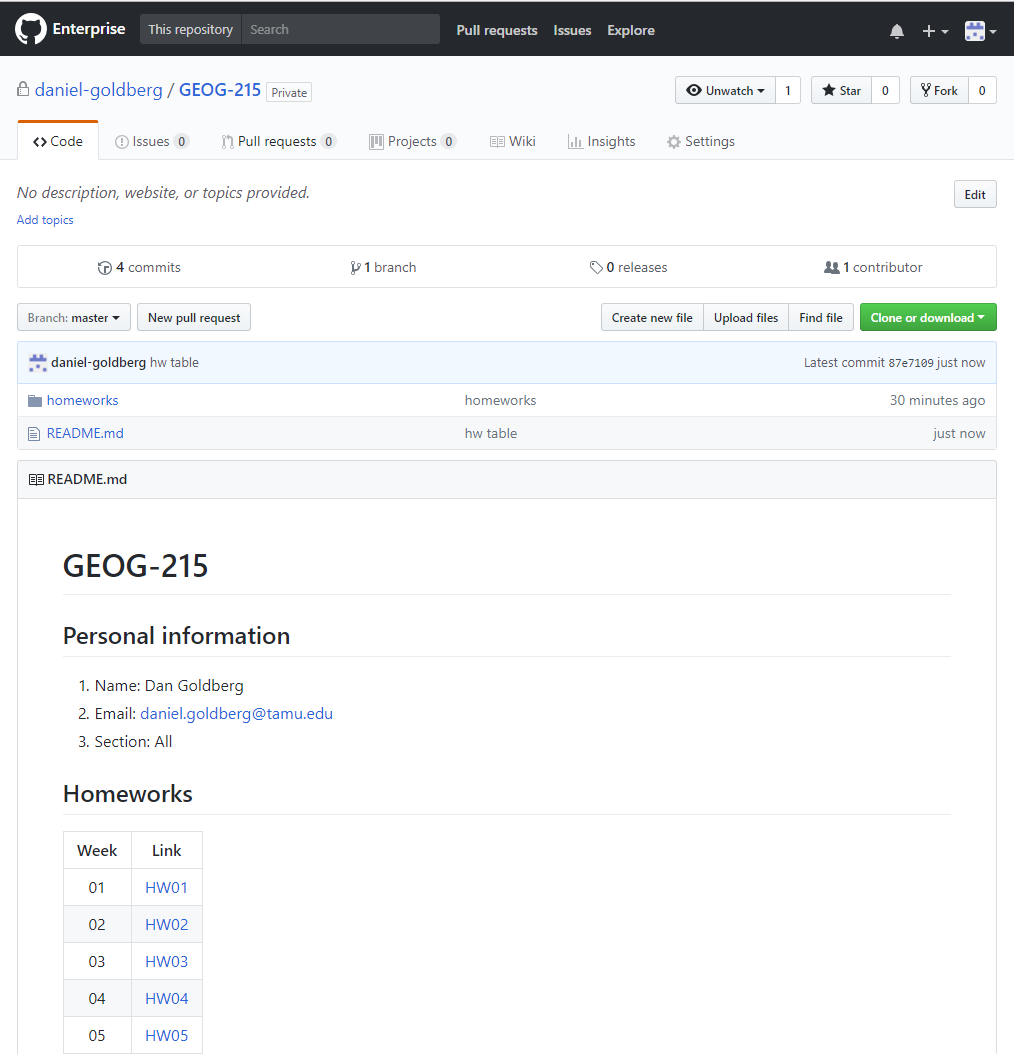 Enterprise This repository Search Pull requests Issues Explore
daniel-goldberg / GEOG-215 Private Unwatch 1 Star 0 Fork 0
Code Issues 0 Pull requests 0 Projects 0 Wiki Insights Settings
No description, website, or topics provided. Edit
Add topics
4 commits 1 branch 0 releases 1 contributor
Branch: master New pull request Create new file Upload files Find file Clone or download
daniel-goldberg hw table Latest commit 87e7109 just now
homeworks homeworks 30 minutes ago
README.md hw table just now
README.md
GEOG-215
Personal information
1. Name: Dan Goldberg
2. Email: daniel.goldberg@tamu.edu
3. Section: All
Homeworks
Week Link
01 HW01
02 HW02
03 HW03
04 HW04
05 HW05